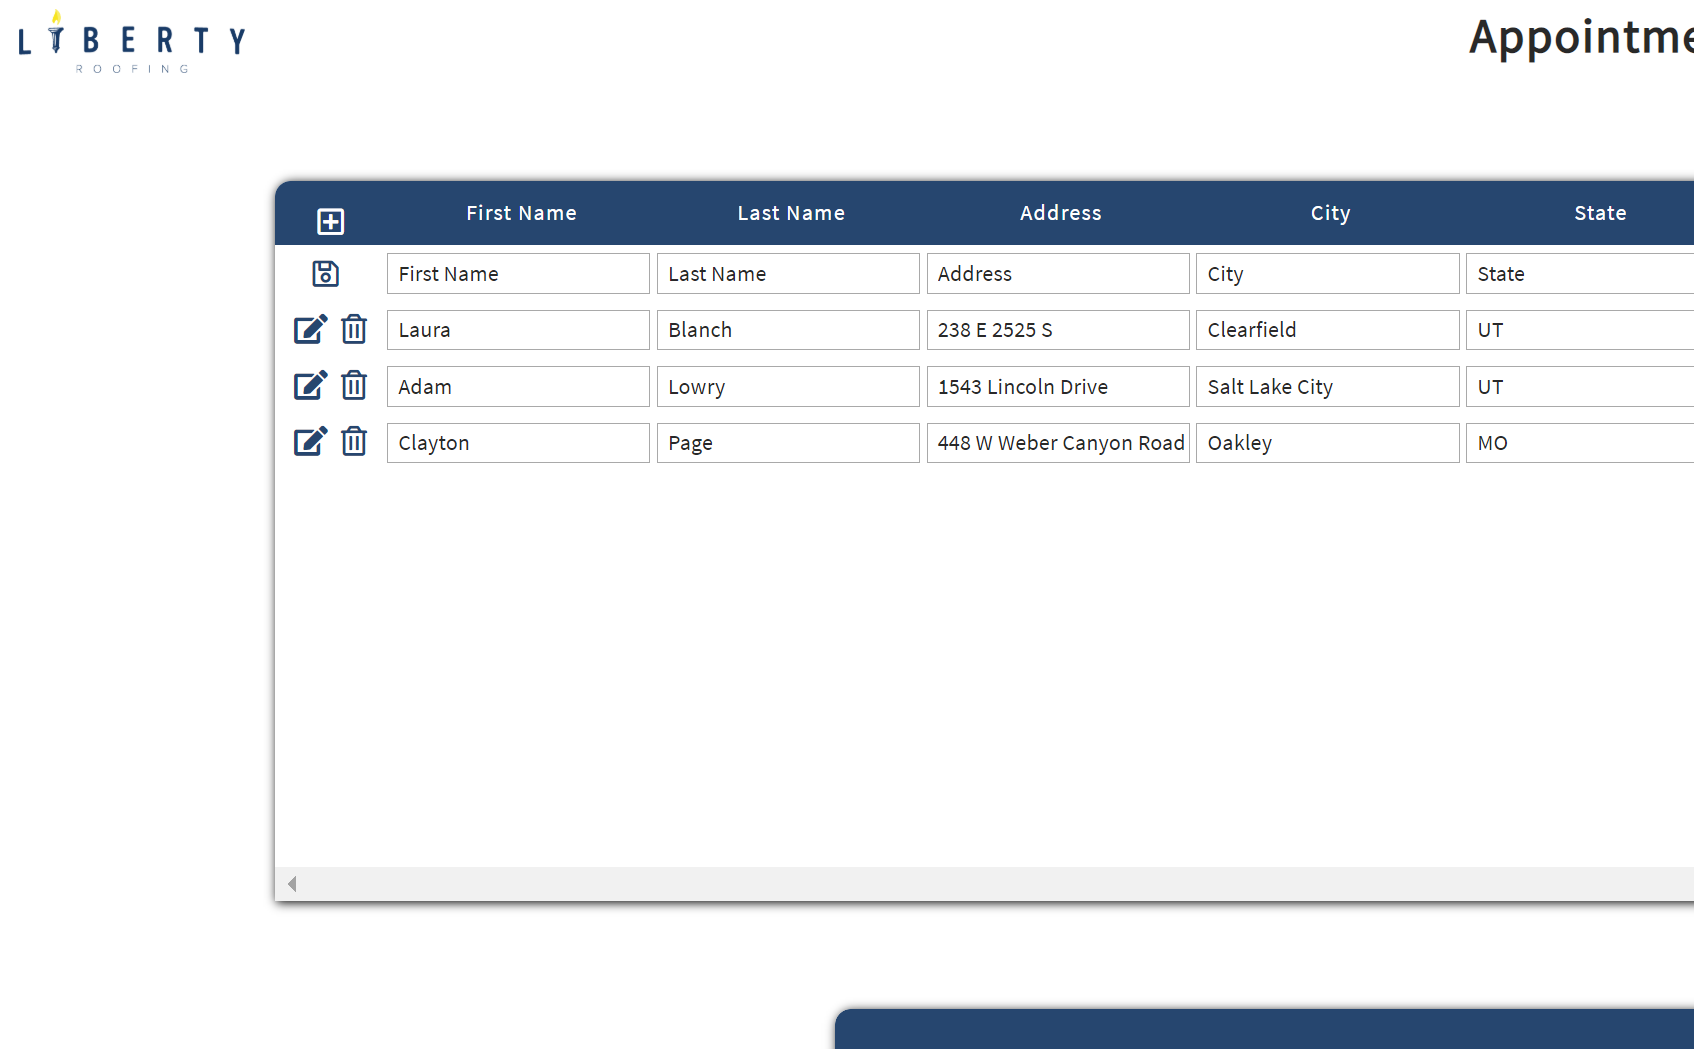 LIBERTY
ROOFING
First Name Last Name Address City State
First Name Last Name Address City State
Laura Blanch 238 E 2525 S Clearfield UT
Adam Lowry 1543 Lincoln Drive Salt Lake City UT
Clayton Page 448 W Weber Canyon Road Oakley MO